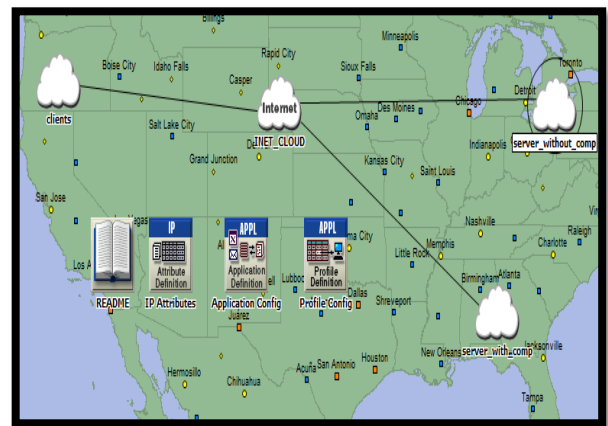 Billings
Minneapolis
Boise City
Idaho Falls
Rapid City
Sioux Falls
Toronto
Casper
Detroit
clients
Internet
Des Moines
Chicago
Omaha
Salt Lake City
INET_CLOUD
server_without_comp
Indianapolis
Grand Junction
Kansas City
Saint Louis
San Jose
Nashville
Raleigh
Charlotte
Memphis
Little Rock
IP
Attribute
Definition
APPL
Application
Definition
APPL
Profile
Definition
Birmingham
Atlanta
README
IP Attributes
Application Config
Profile Config
Dallas
Shreveport
Juárez
server_with_comp
Jacksonville
New Orleans
Hermosillo
Chihuahua
Acuña
San Antonio
Houston
Tampa